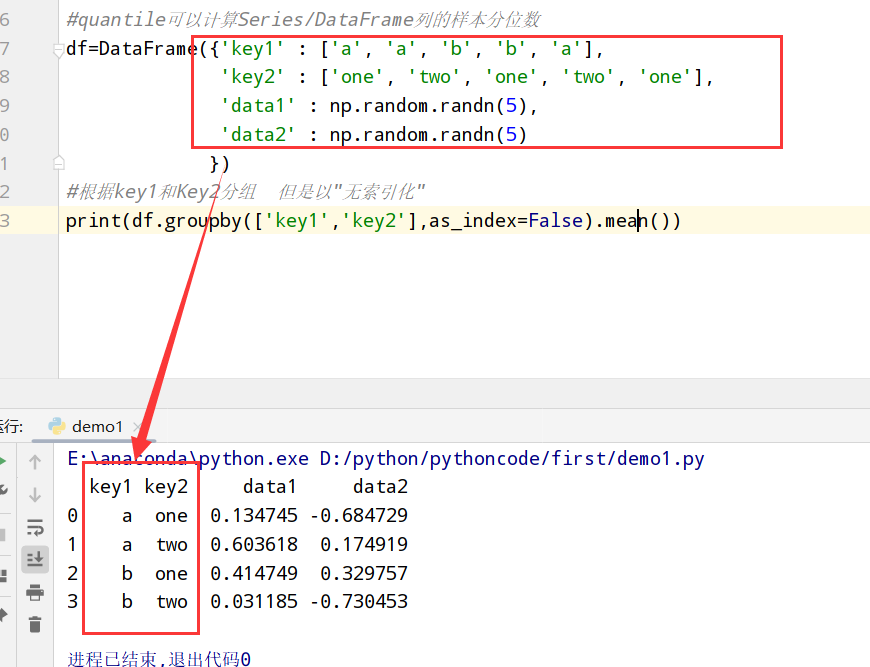 6 #quantile可以计算Series/DataFrame列的样本分位数
7 df=DataFrame({'key1' : ['a', 'a', 'b', 'b', 'a'],
8 'key2' : ['one', 'two', 'one', 'two', 'one'],
9 'data1' : np.random.randn(5),
0 'data2' : np.random.randn(5)
1 })
2 #根据key1和Key2分组 但是以"无索引化"
3 print(df.groupby(['key1','key2'],as_index=False).mean())
运行: demo1
E:\anaconda\python.exe D:/python/pythoncode/first/demo1.py
key1 key2 data1 data2
0 a one 0.134745 -0.684729
1 a two 0.603618 0.174919
2 b one 0.414749 0.329757
3 b two 0.031185 -0.730453
进程已结束,退出代码0